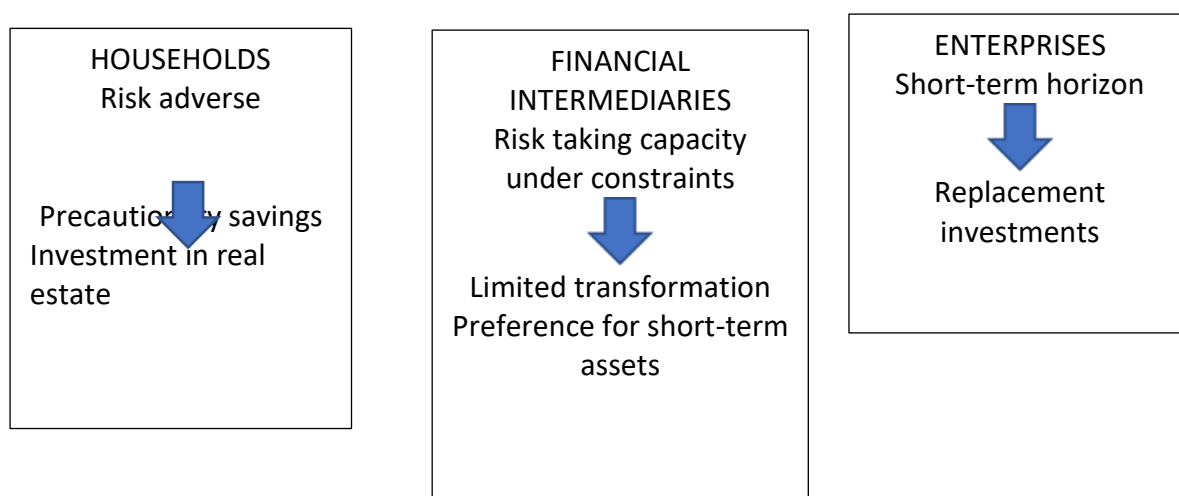 HOUSEHOLDS
Risk adverse
Precautionary savings
Investment in real
estate
FINANCIAL
INTERMEDIARIES
Risk taking capacity
under constraints
Limited transformation
Preference for short-term
assets
ENTERPRISES
Short-term horizon
Replacement
investments